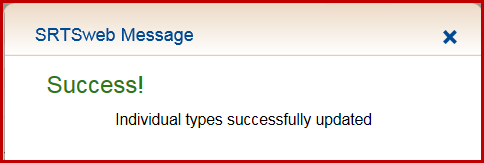 SRTSweb Message
Success!
Individual types successfully updated